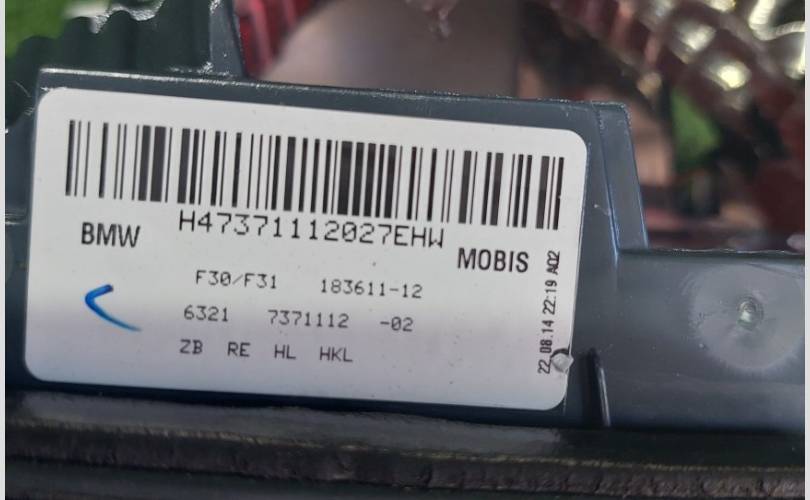 H47371112027EHW
BMW
MOBIS
F30/F31 183611-12
6321 7371112 -02
ZB RE HL HKL
22.08.14 22:19 A02